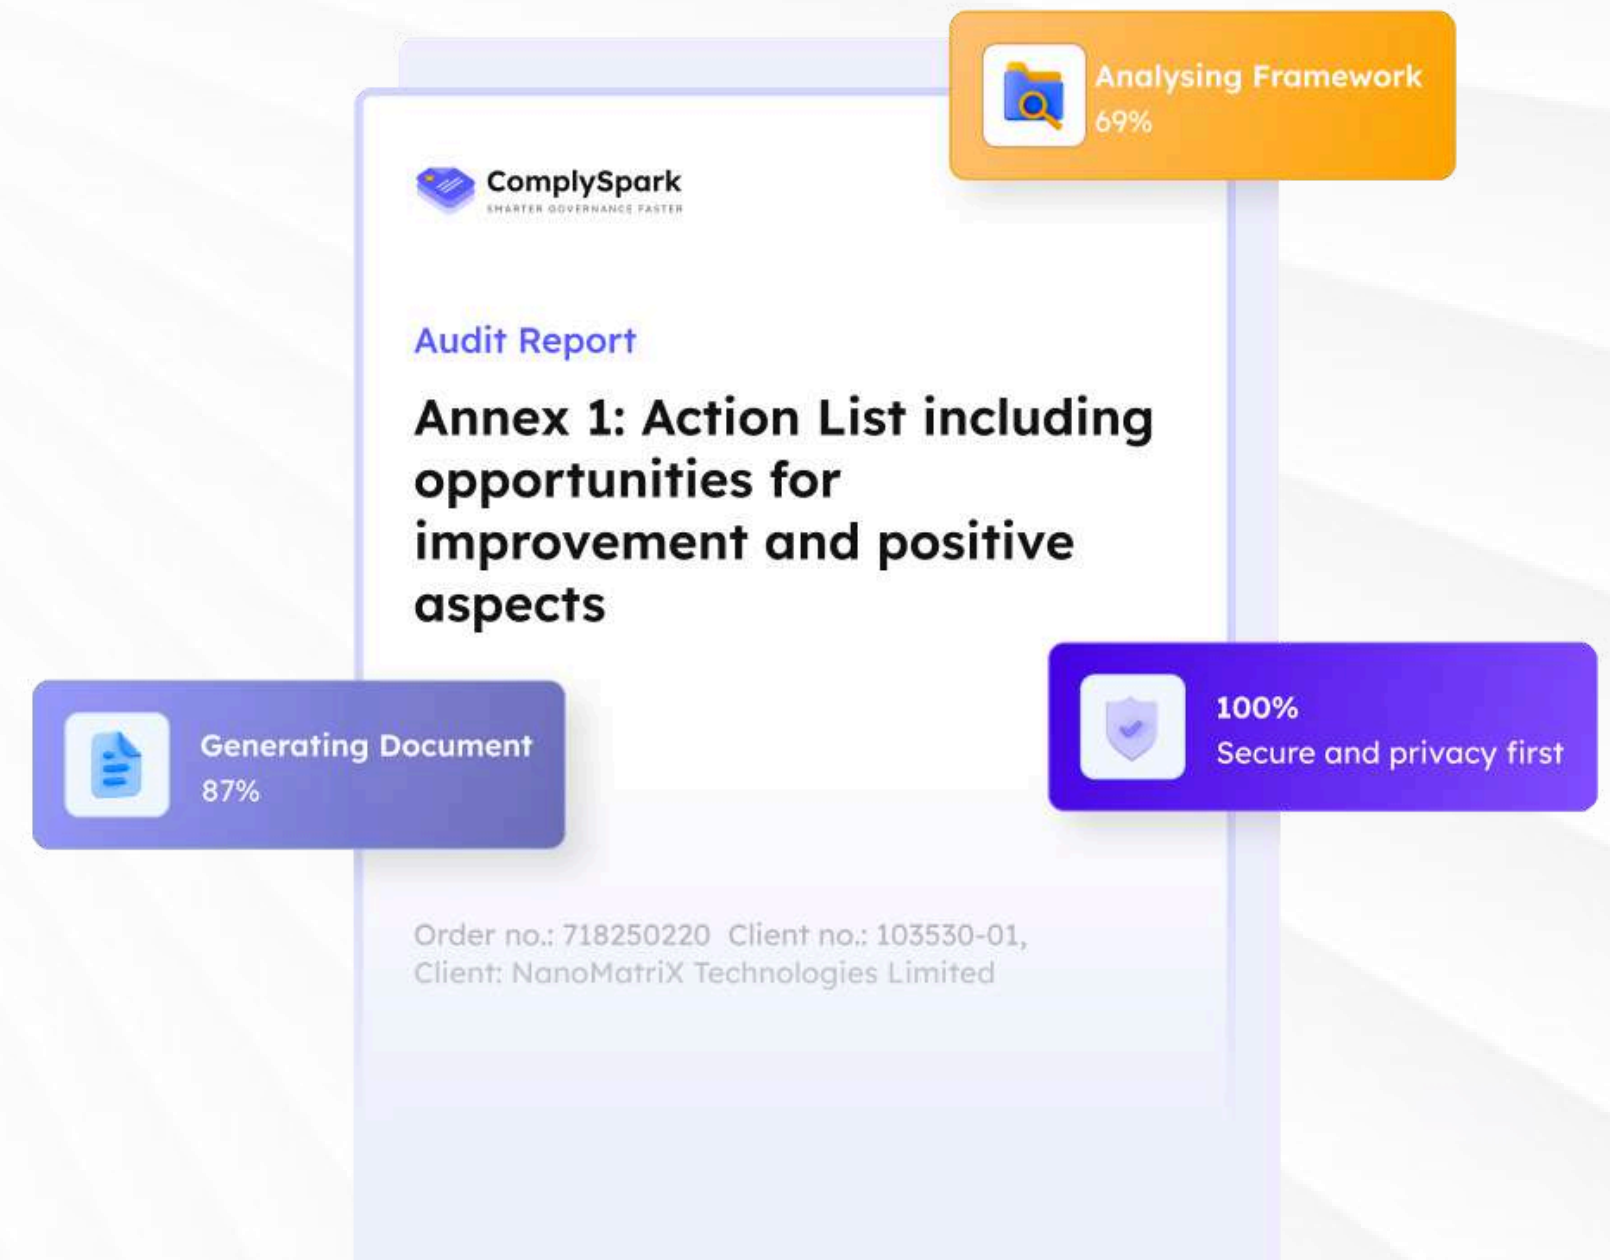 Analysing Framework
69%
ComplySpark
SMARTER GOVERNANCE FASTER
Audit Report
Annex 1: Action List including
opportunities for
improvement and positive
aspects
100%
Secure and privacy first
Generating Document
87%
Order no.: 718250220 Client no.: 103530-01,
Client: NanoMatriX Technologies Limited